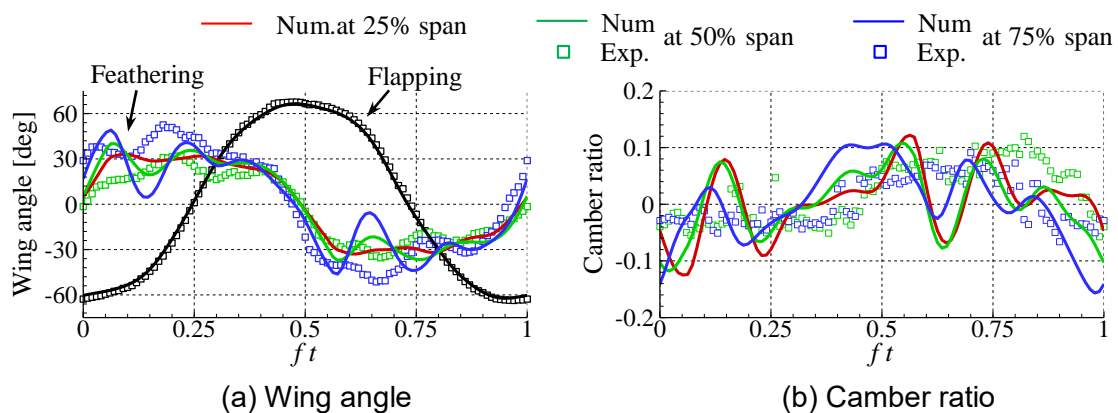 Num.at 25% span
Num
Exp. at 50% span
Num
Exp. at 75% span
Feathering
Flapping
Wing angle [deg]
60
30
0
-30
-60
0
0.25
0.5
0.75
1
f t
(a) Wing angle
Camber ratio
0.2
0.1
0
-0.1
-0.2
0
0.25
0.5
0.75
1
f t
(b) Camber ratio